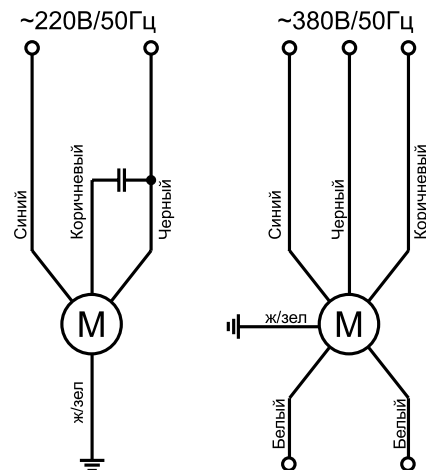 ~220В/50Гц
Синий
Коричневый
Черный
М
ж/зел
~380В/50Гц
Синий
Черный
Коричневый
ж/зел
М
Белый
Белый